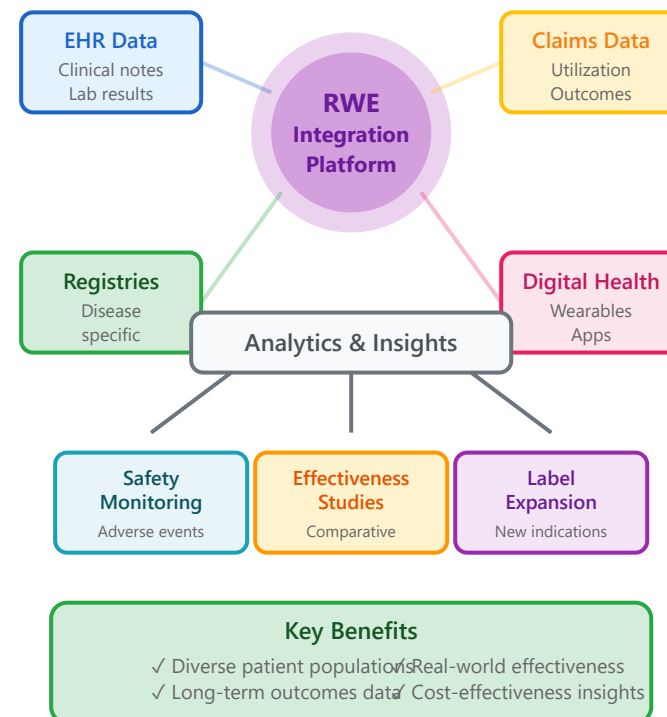 EHR Data
Clinical notes
Lab results
RWE
Integration
Platform
Claims Data
Utilization
Outcomes
Registries
Disease
specific
Digital Health
Wearables
Apps
Analytics & Insights
Safety
Monitoring
Adverse events
Effectiveness
Studies
Comparative
Label
Expansion
New indications
Key Benefits
✓ Diverse patient populations
✓ Real-world effectiveness
✓ Long-term outcomes data
✓ Cost-effectiveness insights